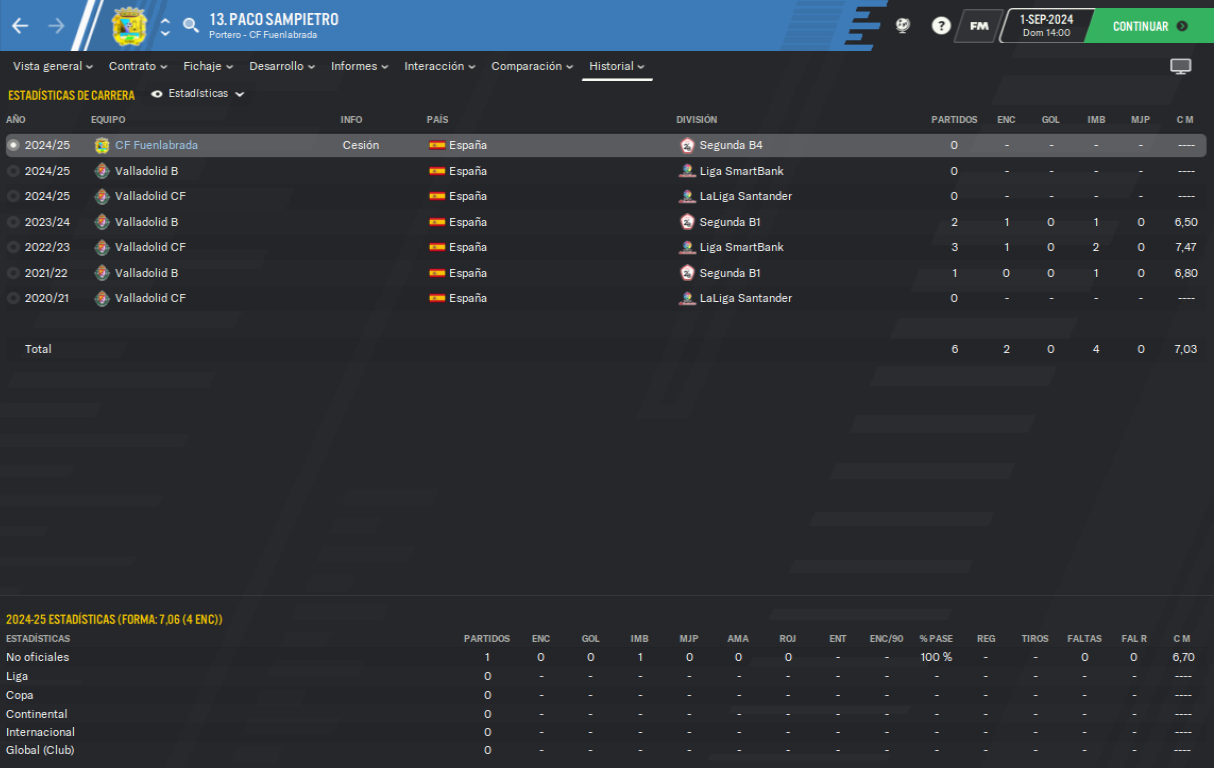 13. PACO SAMPIETRO
Portero - CF Fuenlabrada
? FM 1-SEP-2024
Dom 14:00
CONTINUAR
Vista general Contrato Fichaje Desarrollo Informes Interacción Comparación Historial
ESTADÍSTICAS DE CARRERA Estadísticas
AÑO EQUIPO INFO PAÍS DIVISIÓN PARTIDOS ENC GOL IMB MJP C M
2024/25 CF Fuenlabrada Cesión España Segunda B4 0 - - - - ----
2024/25 Valladolid B España Liga SmartBank 0 - - - - ----
2024/25 Valladolid CF España LaLiga Santander 0 - - - - ----
2023/24 Valladolid B España Segunda B1 2 1 0 1 0 6,50
2022/23 Valladolid CF España Liga SmartBank 3 1 0 2 0 7,47
2021/22 Valladolid B España Segunda B1 1 0 0 1 0 6,80
2020/21 Valladolid CF España LaLiga Santander 0 - - - - ----
Total 6 2 0 4 0 7,03
2024-25 ESTADÍSTICAS (FORMA: 7,06 (4 ENC))
ESTADÍSTICAS PARTIDOS ENC GOL IMB MJP AMA ROJ ENT ENC/90 % PASE REG TIROS FALTAS FAL R C M
No oficiales 1 0 0 1 0 0 0 - - 100 % - - 0 0 6,70
Liga 0 - - - - - - - - - - - - - ----
Copa 0 - - - - - - - - - - - - - ----
Continental 0 - - - - - - - - - - - - - ----
Internacional 0 - - - - - - - - - - - - - ----
Global (Club) 0 - - - - - - - - - - - - - ----